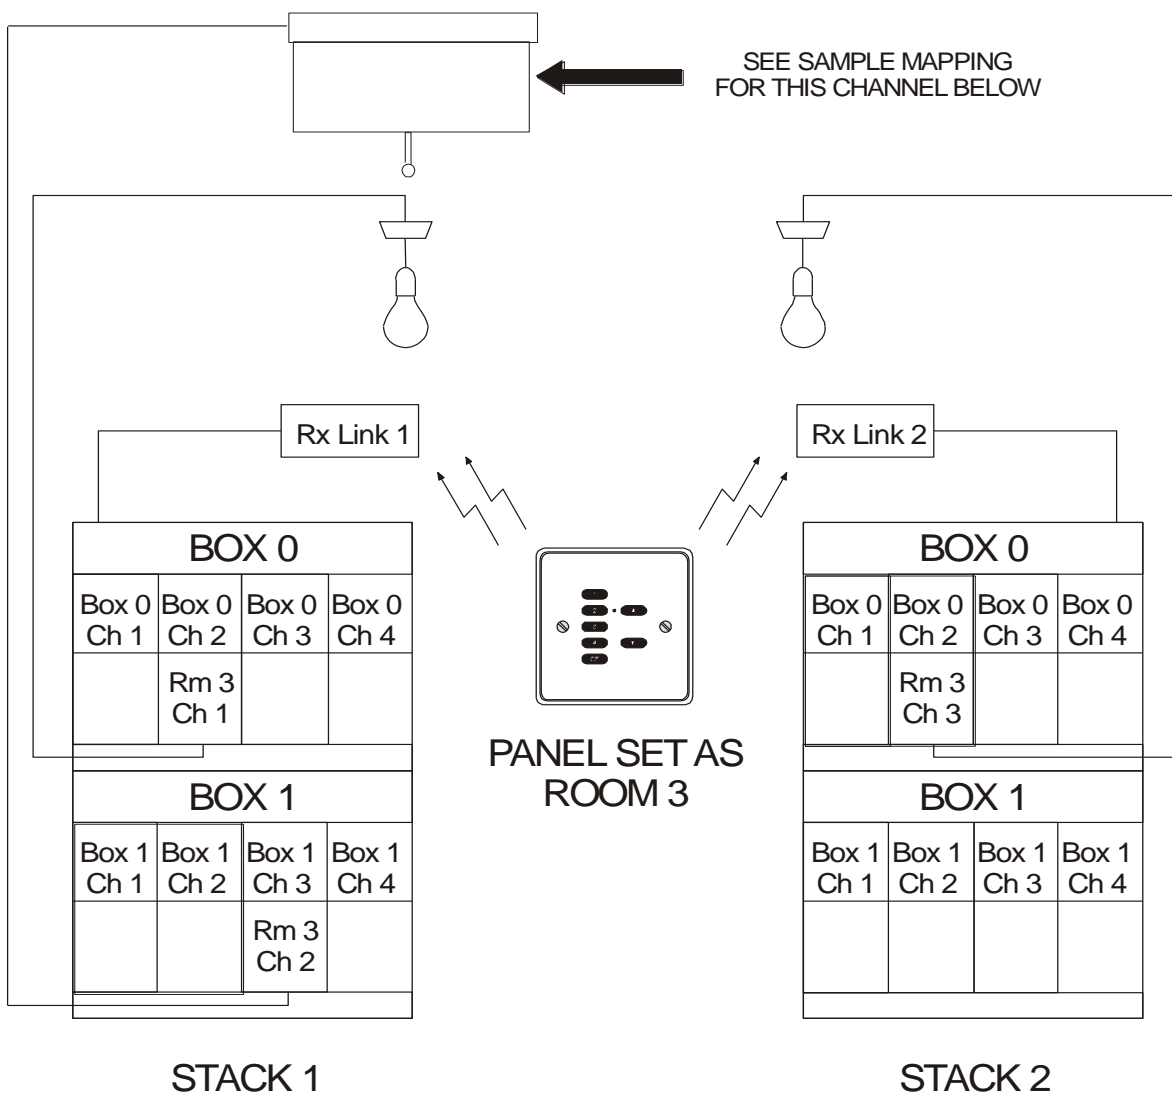 SEE SAMPLE MAPPING
FOR THIS CHANNEL BELOW
Rx Link 1
Rx Link 2
BOX 0
Box 0 Box 0 Box 0 Box 0
Ch 1 Ch 2 Ch 3 Ch 4
Rm 3
Ch 1
BOX 1
Box 1 Box 1 Box 1 Box 1
Ch 1 Ch 2 Ch 3 Ch 4
Rm 3
Ch 2
STACK 1
PANEL SET AS
ROOM 3
BOX 0
Box 0 Box 0 Box 0 Box 0
Ch 1 Ch 2 Ch 3 Ch 4
Rm 3
Ch 3
BOX 1
Box 1 Box 1 Box 1 Box 1
Ch 1 Ch 2 Ch 3 Ch 4
STACK 2